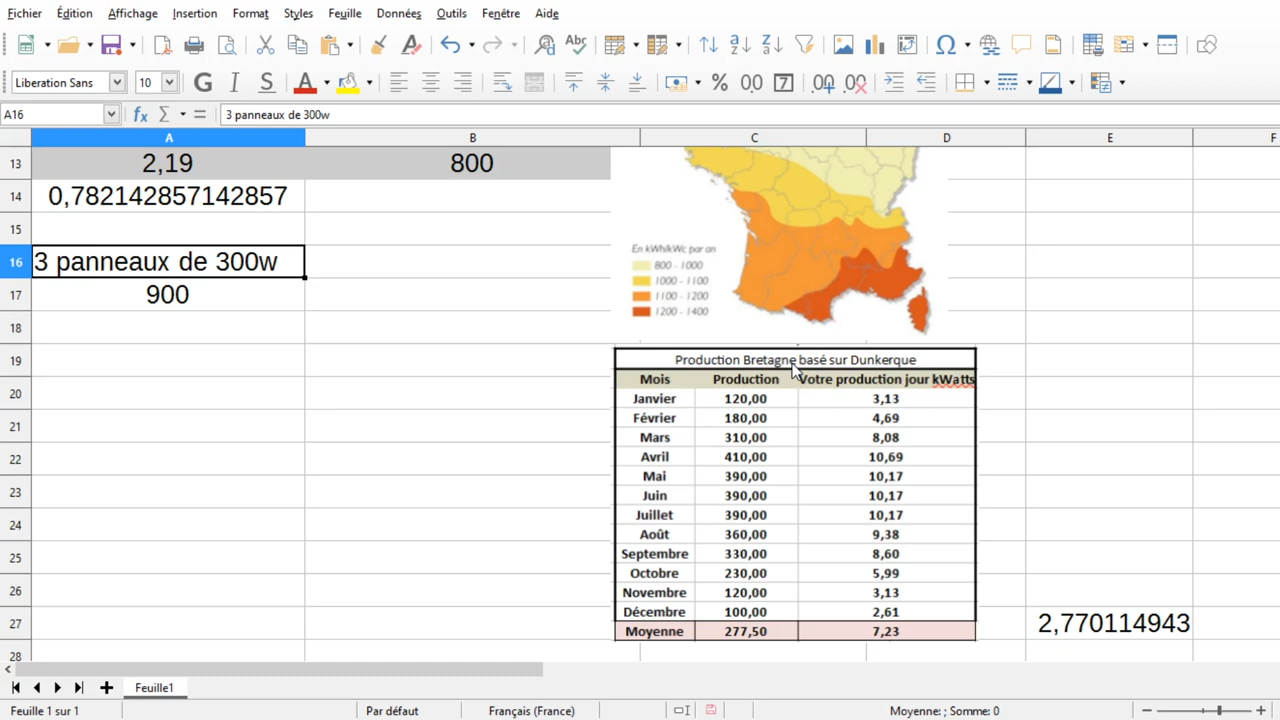 Fichier Édition Affichage Insertion Format Styles Feuille Données Outils Fenêtre Aide
Liberation Sans 10 G I S A
A16 fx Σ = 3 panneaux de 300w
A B C D E F
13 2,19 800
14 0,782142857142857
15
16 3 panneaux de 300w
17 900
18
19
20
21
22
23
24
25
26
27 2,770114943
28
En kWh/kWc par an
800 - 1000
1000 - 1100
1100 - 1200
1200 - 1400
Production Bretagne basé sur Dunkerque
Mois Production Votre production jour kWatts
Janvier 120,00 3,13
Février 180,00 4,69
Mars 310,00 8,08
Avril 410,00 10,69
Mai 390,00 10,17
Juin 390,00 10,17
Juillet 390,00 10,17
Août 360,00 9,38
Septembre 330,00 8,60
Octobre 230,00 5,99
Novembre 120,00 3,13
Décembre 100,00 2,61
Moyenne 277,50 7,23
Feuille1
Feuille 1 sur 1 Par défaut Français (France) Moyenne: ; Somme: 0